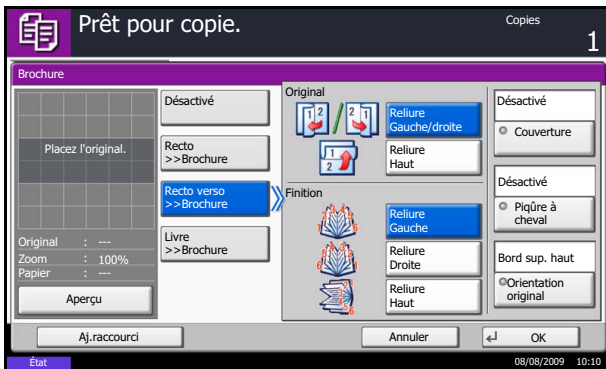 Prêt pour copie.
Copies
1
Brochure
Placez l'original.
Original : ---
Zoom : 100%
Papier : ---
Aperçu
Désactivé
Recto
>>Brochure
Recto verso
>>Brochure
Livre
>>Brochure
Original
Reliure
Gauche/droite
Reliure
Haut
Finition
Reliure
Gauche
Reliure
Droite
Reliure
Haut
Désactivé
Couverture
Désactivé
Piqûre à
cheval
Bord sup. haut
Orientation
original
Aj.raccourci
Annuler
OK
État
08/08/2009 10:10